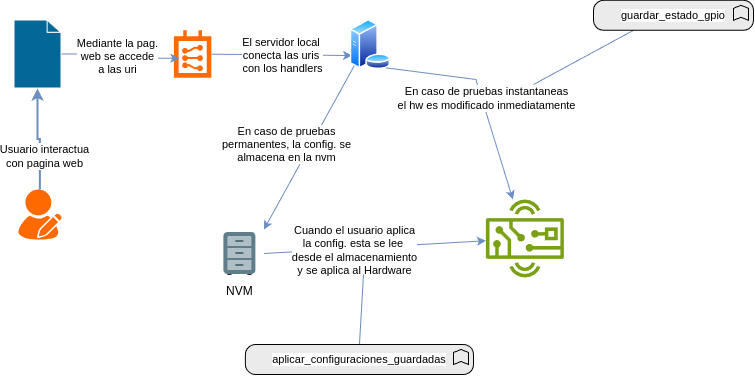 guardar_estado_gpio
Mediante la pag.
web se accede
a las uri
El servidor local
conecta las uris
con los handlers
En caso de pruebas instantaneas
el hw es modificado inmediatamente
En caso de pruebas
permanentes, la config. se
almacena en la nvm
Usuario interactua
con pagina web
Cuando el usuario aplica
la config. esta se lee
desde el almacenamiento
y se aplica al Hardware
NVM
aplicar_configuraciones_guardadas